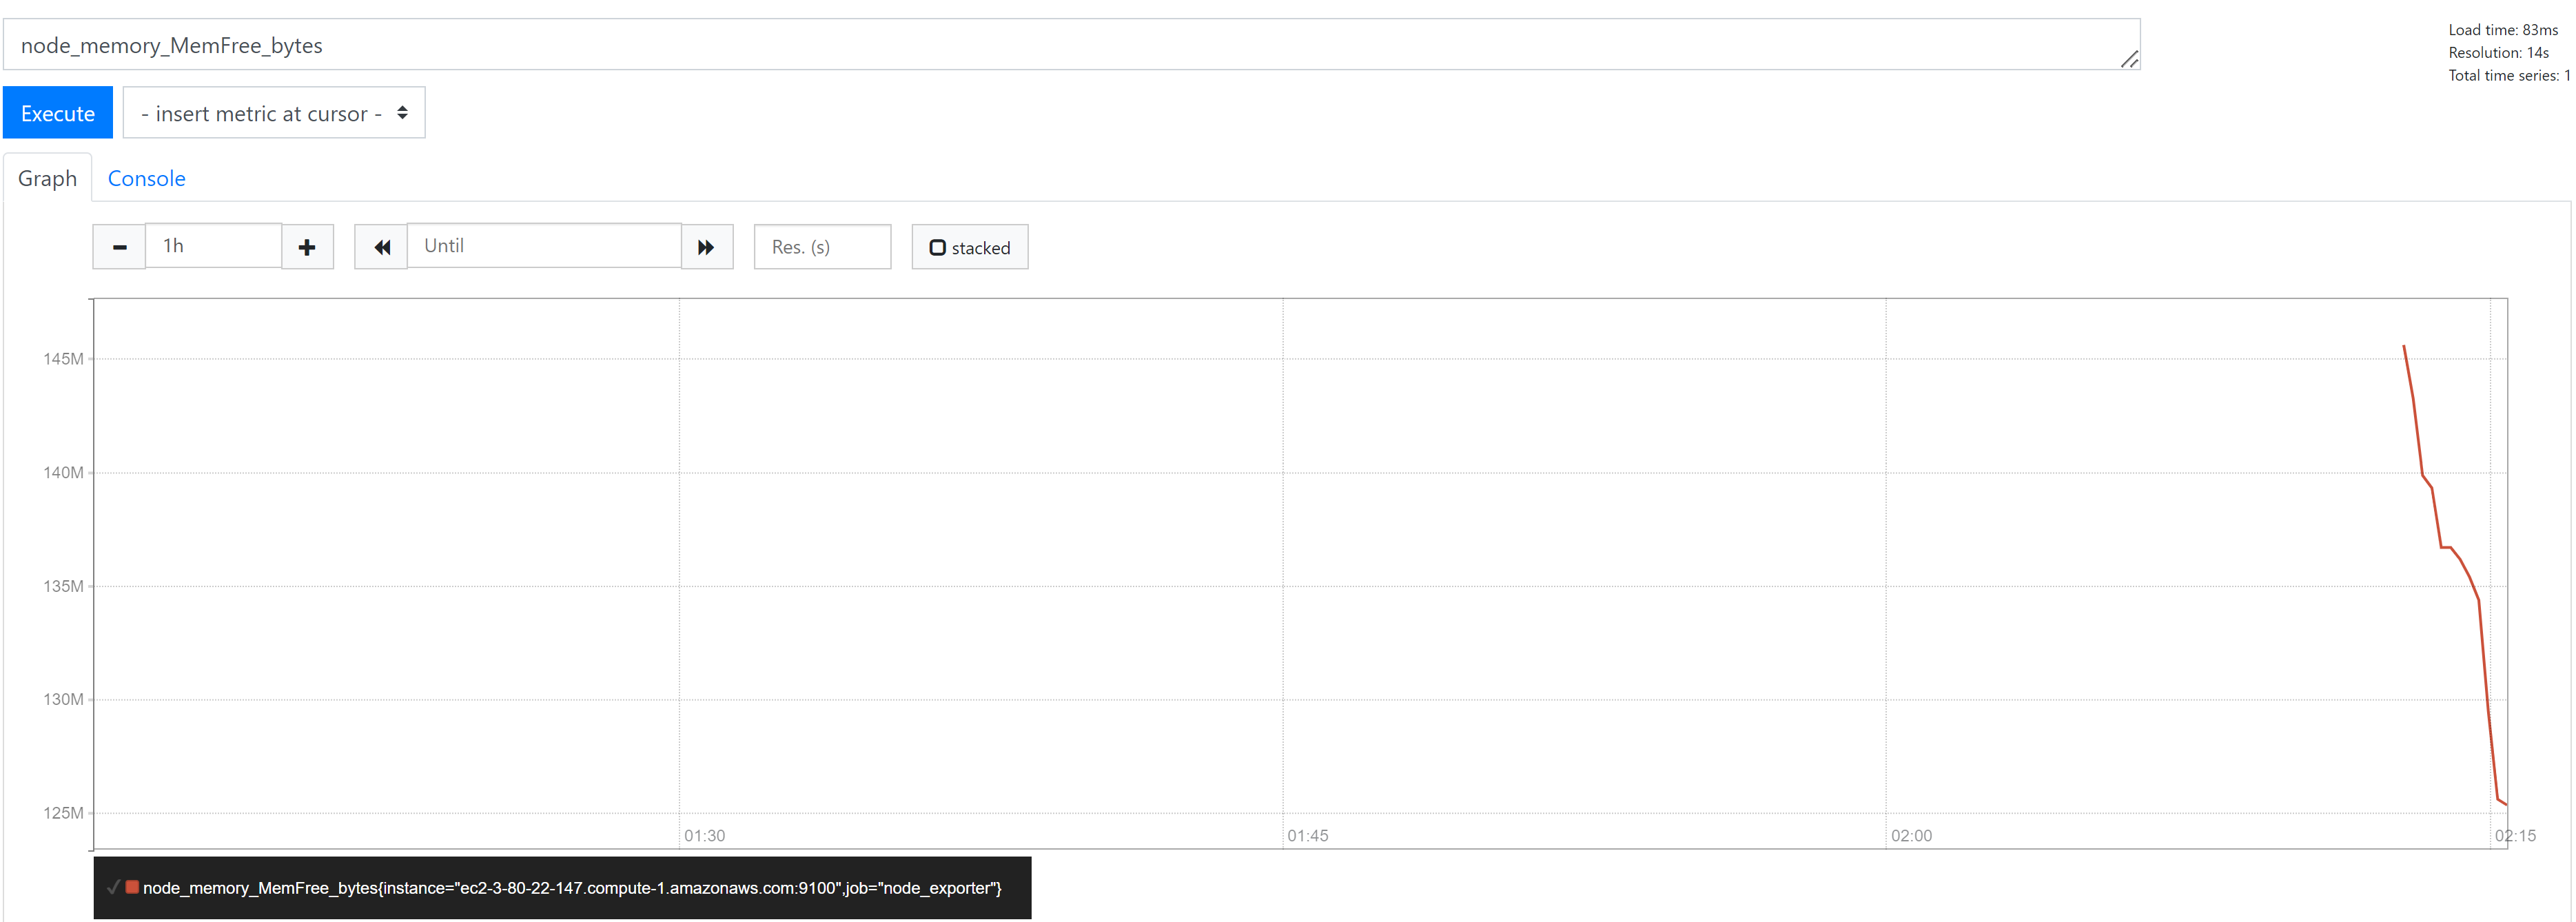 node_memory_MemFree_bytes
Load time: 83ms
Resolution: 14s
Total time series: 1
Execute
- insert metric at cursor -
Graph
Console
1h
Until
Res. (s)
stacked
145M
140M
135M
130M
125M
01:30
01:45
02:00
02:15
node_memory_MemFree_bytes{instance="ec2-3-80-22-147.compute-1.amazonaws.com:9100",job="node_exporter"}